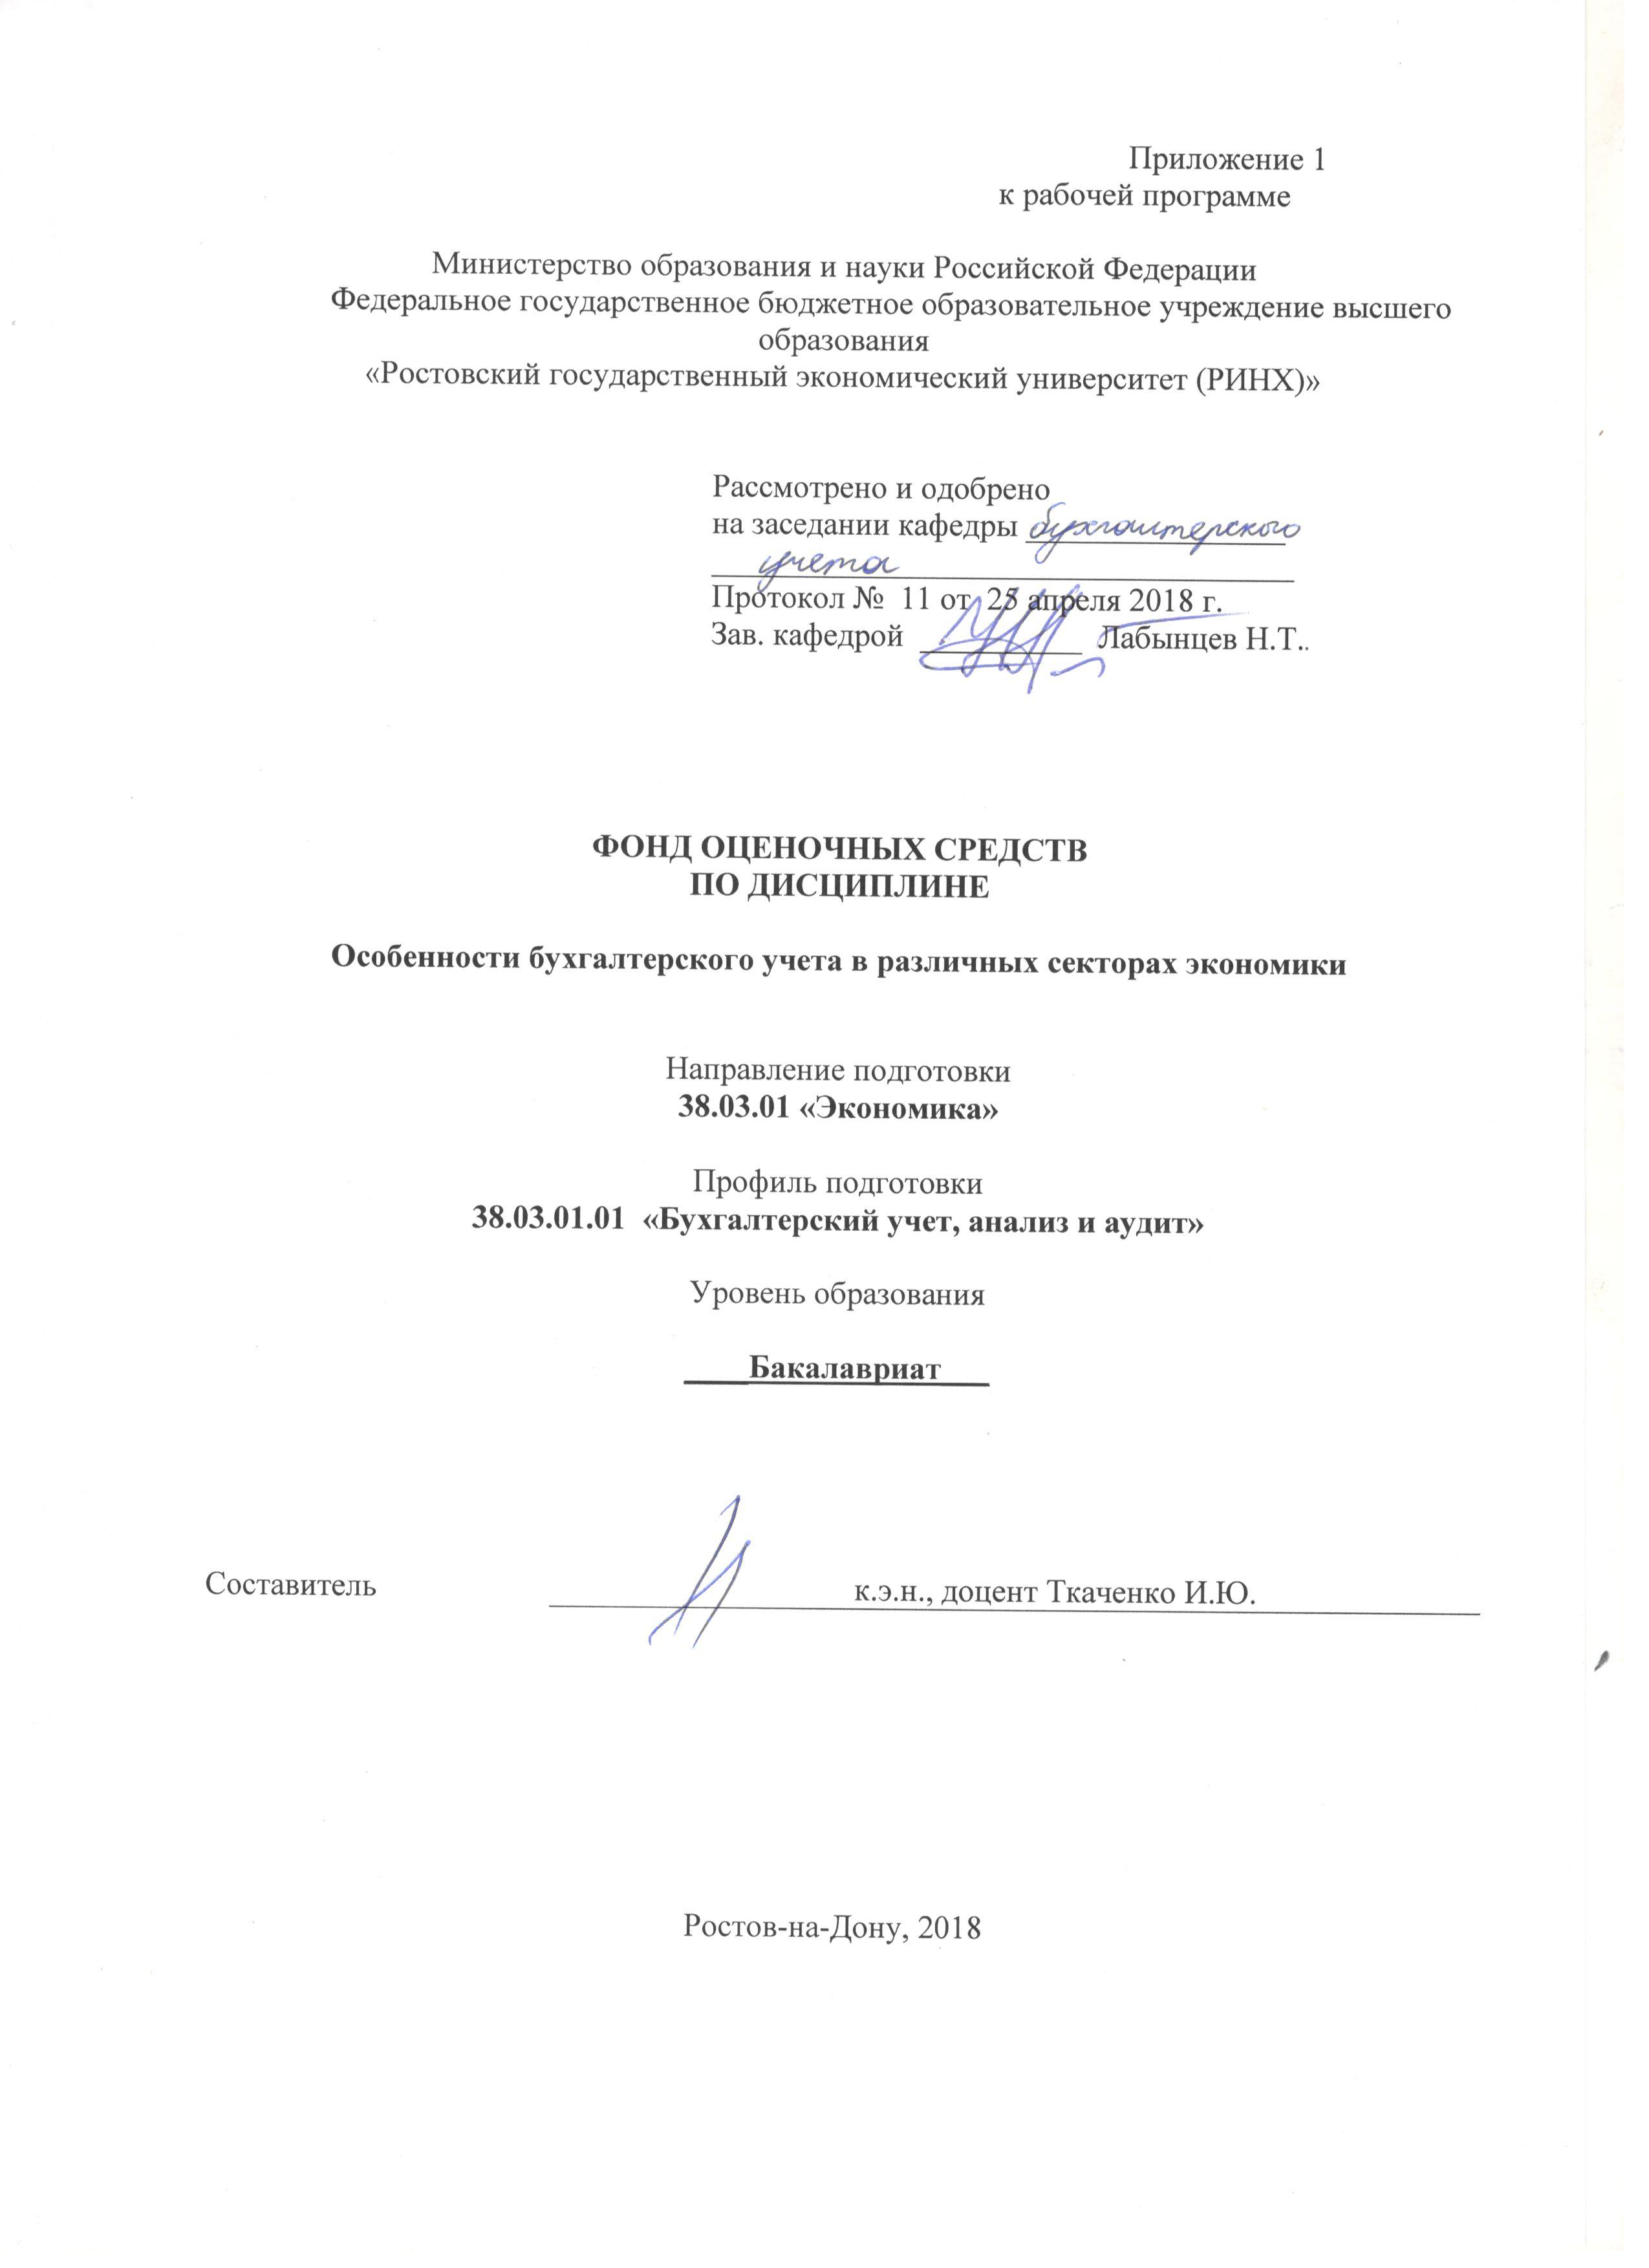 Приложение 1
к рабочей программе
Министерство образования и науки Российской Федерации
Федеральное государственное бюджетное образовательное учреждение высшего
образования
«Ростовский государственный экономический университет (РИНХ)»
Рассмотрено и одобрено
на заседании кафедры бухгалтерского
учета
Протокол № 11 от 25 апреля 2018 г.
Зав. кафедрой Лабынцев Н.Т..
ФОНД ОЦЕНОЧНЫХ СРЕДСТВ
ПО ДИСЦИПЛИНЕ
Особенности бухгалтерского учета в различных секторах экономики
Направление подготовки
38.03.01 «Экономика»
Профиль подготовки
38.03.01.01 «Бухгалтерский учет, анализ и аудит»
Уровень образования
Бакалавриат
Составитель к.э.н., доцент Ткаченко И.Ю.
Ростов-на-Дону, 2018